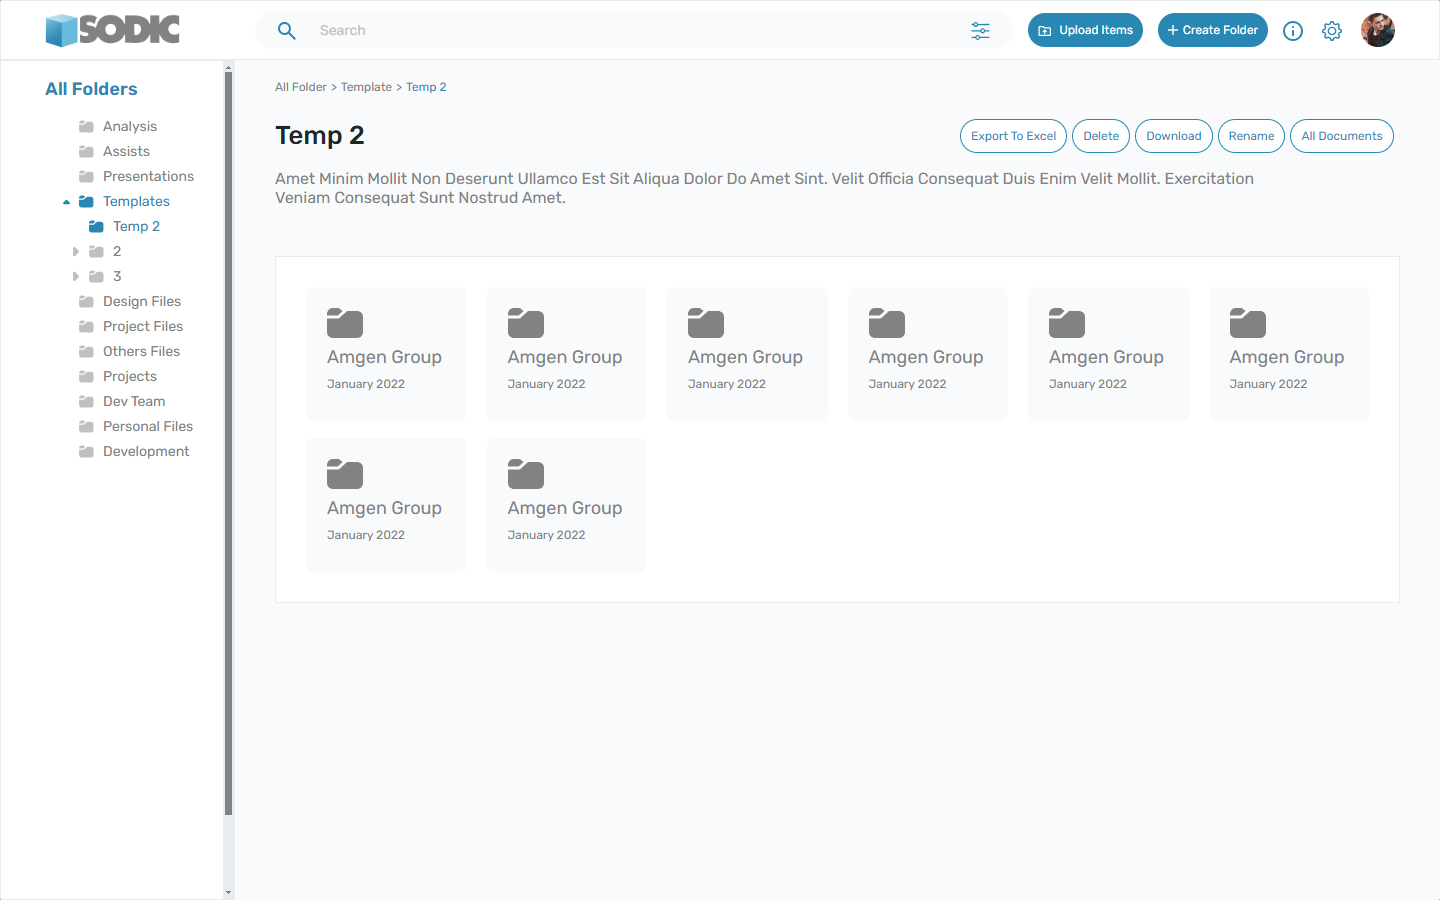 SODIC
Search
Upload Items
+ Create Folder
All Folders
Analysis
Assists
Presentations
Templates
Temp 2
2
3
Design Files
Project Files
Others Files
Projects
Dev Team
Personal Files
Development
All Folder > Template > Temp 2
Temp 2
Export To Excel
Delete
Download
Rename
All Documents
Amet Minim Mollit Non Deserunt Ullamco Est Sit Aliqua Dolor Do Amet Sint. Velit Officia Consequat Duis Enim Velit Mollit. Exercitation
Veniam Consequat Sunt Nostrud Amet.
Amgen Group
January 2022
Amgen Group
January 2022
Amgen Group
January 2022
Amgen Group
January 2022
Amgen Group
January 2022
Amgen Group
January 2022
Amgen Group
January 2022
Amgen Group
January 2022